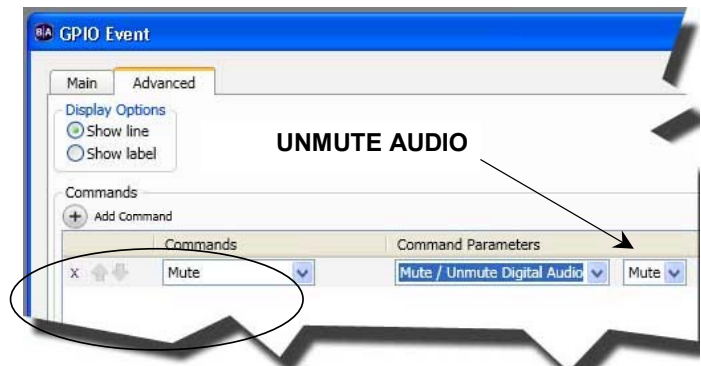 BIA GPIO Event
Main Advanced
Display Options
Show line
Show label
UNMUTE AUDIO
Commands
+ Add Command
Commands Command Parameters
x Mute Mute / Unmute Digital Audio Mute